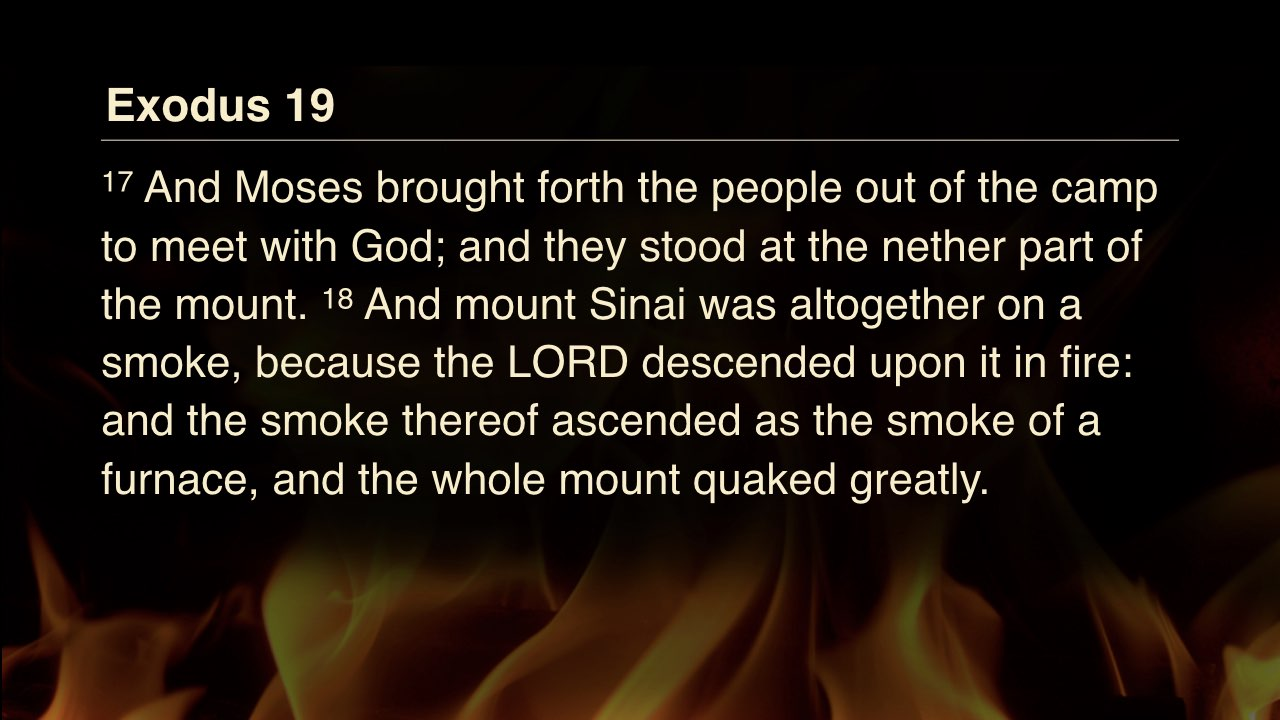 Exodus 19
17 And Moses brought forth the people out of the camp
to meet with God; and they stood at the nether part of
the mount. 18 And mount Sinai was altogether on a
smoke, because the LORD descended upon it in fire:
and the smoke thereof ascended as the smoke of a
furnace, and the whole mount quaked greatly.